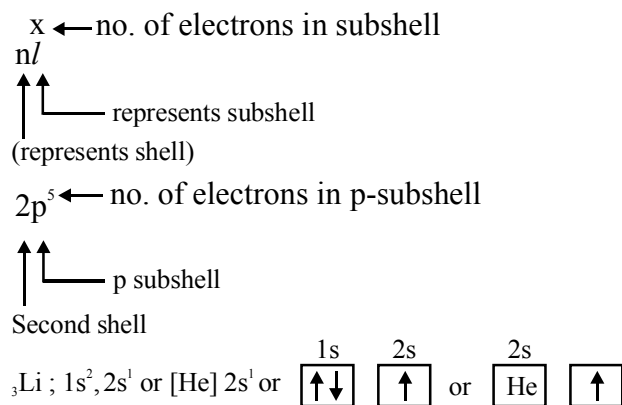 x ← no. of electrons in subshell
nl
represents subshell
(represents shell)
2p⁵ ← no. of electrons in p-subshell
p subshell
Second shell
1s 2s 2s
₃Li ; 1s², 2s¹ or [He] 2s¹ or ↑↓ ↑ or He ↑